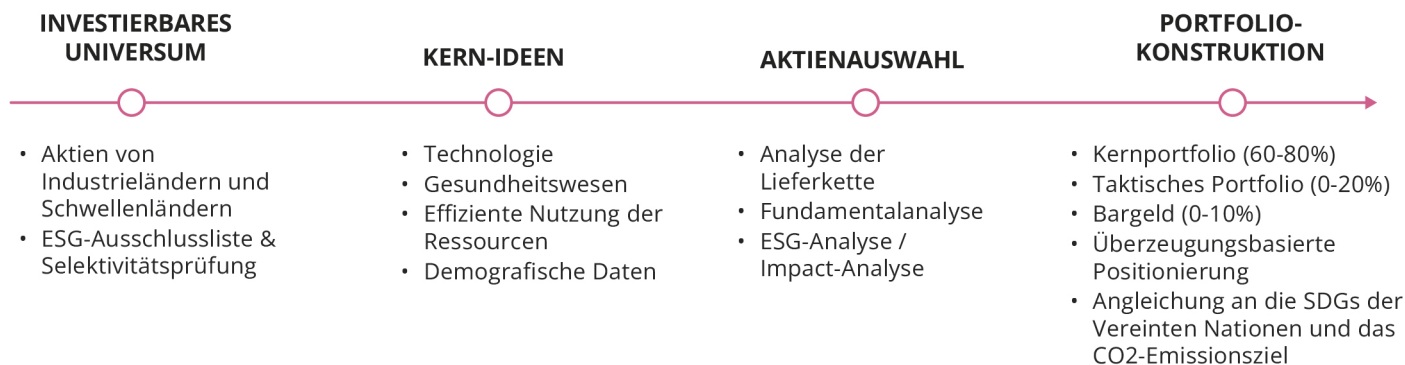 INVESTIERBARES
UNIVERSUM
• Aktien von
Industrieländern und
Schwellenländern
• ESG-Ausschlussliste &
Selektivitätsprüfung
KERN-IDEEN
• Technologie
• Gesundheitswesen
• Effiziente Nutzung der
Ressourcen
• Demografische Daten
AKTIENAUSWAHL
• Analyse der
Lieferkette
• Fundamentalanalyse
• ESG-Analyse /
Impact-Analyse
PORTFOLIO-
KONSTRUKTION
• Kernportfolio (60-80%)
• Taktisches Portfolio (0-20%)
• Bargeld (0-10%)
• Überzeugungsbasierte
Positionierung
• Angleichung an die SDGs der
Vereinten Nationen und das
CO2-Emissionsziel